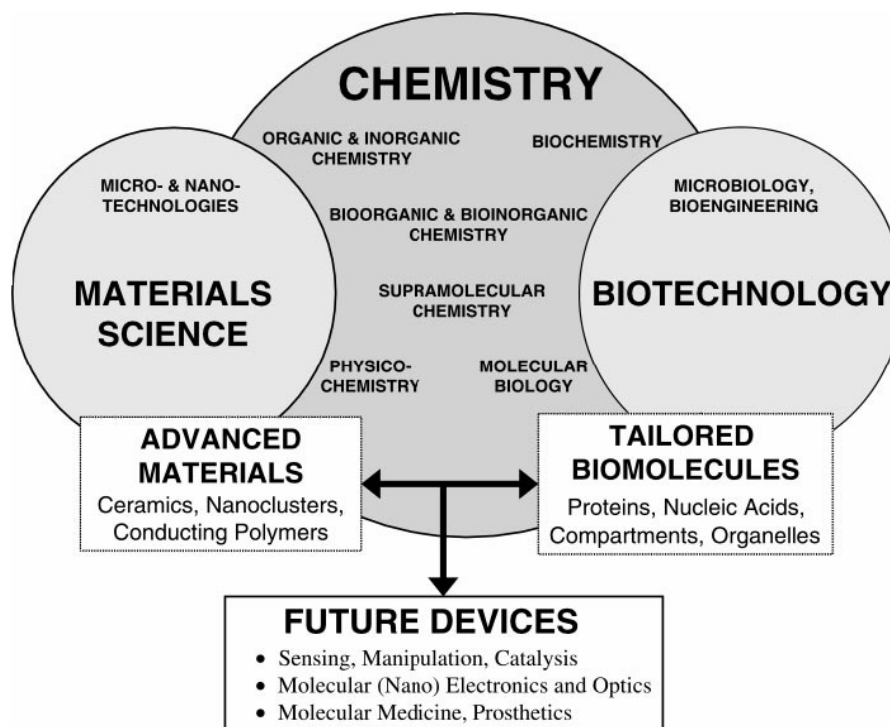 CHEMISTRY
ORGANIC & INORGANIC
CHEMISTRY
BIOCHEMISTRY
MICRO- & NANO-
TECHNOLOGIES
MICROBIOLOGY,
BIOENGINEERING
BIOORGANIC & BIOINORGANIC
CHEMISTRY
MATERIALS
SCIENCE
SUPRAMOLECULAR
CHEMISTRY
BIOTECHNOLOGY
PHYSICO-
CHEMISTRY
MOLECULAR
BIOLOGY
ADVANCED
MATERIALS
Ceramics, Nanoclusters,
Conducting Polymers
TAILORED
BIOMOLECULES
Proteins, Nucleic Acids,
Compartments, Organelles
FUTURE DEVICES
• Sensing, Manipulation, Catalysis
• Molecular (Nano) Electronics and Optics
• Molecular Medicine, Prosthetics